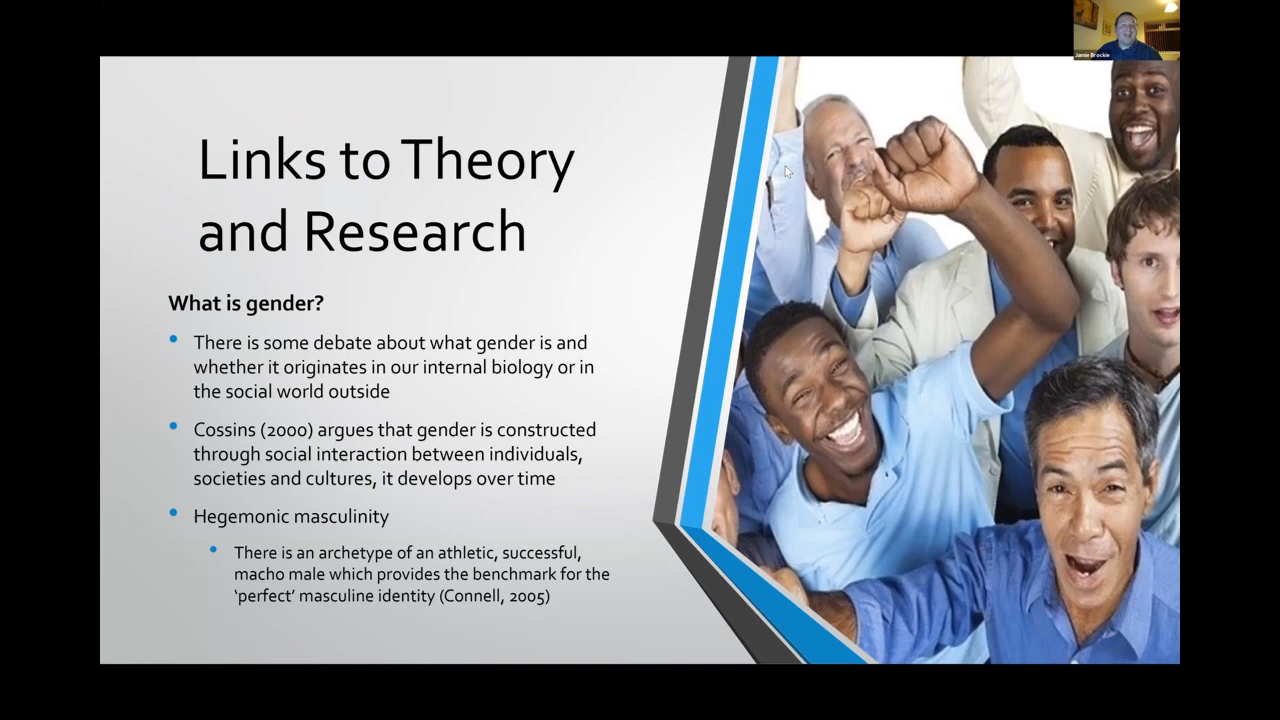 Jamie Brockie
Links to Theory
and Research
What is gender?
There is some debate about what gender is and
whether it originates in our internal biology or in
the social world outside
Cossins (2000) argues that gender is constructed
through social interaction between individuals,
societies and cultures, it develops over time
Hegemonic masculinity
There is an archetype of an athletic, successful,
macho male which provides the benchmark for the
‘perfect’ masculine identity (Connell, 2005)